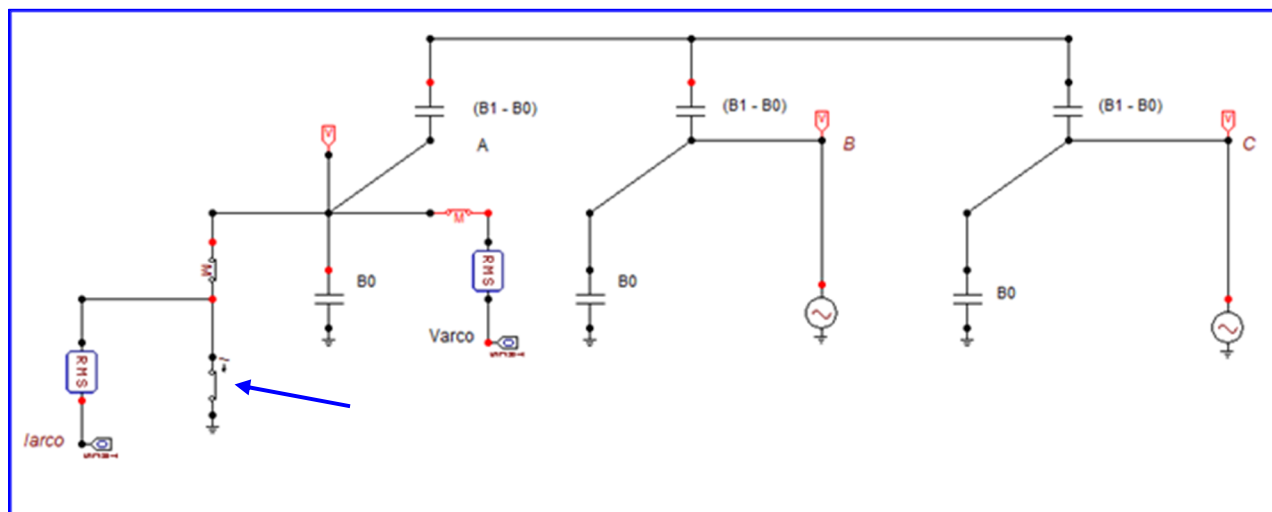 (B1 - B0)
(B1 - B0)
(B1 - B0)
V
V
V
A
B
C
M
M
RMS
B0
B0
B0
Varco
RMS
I
Iarco